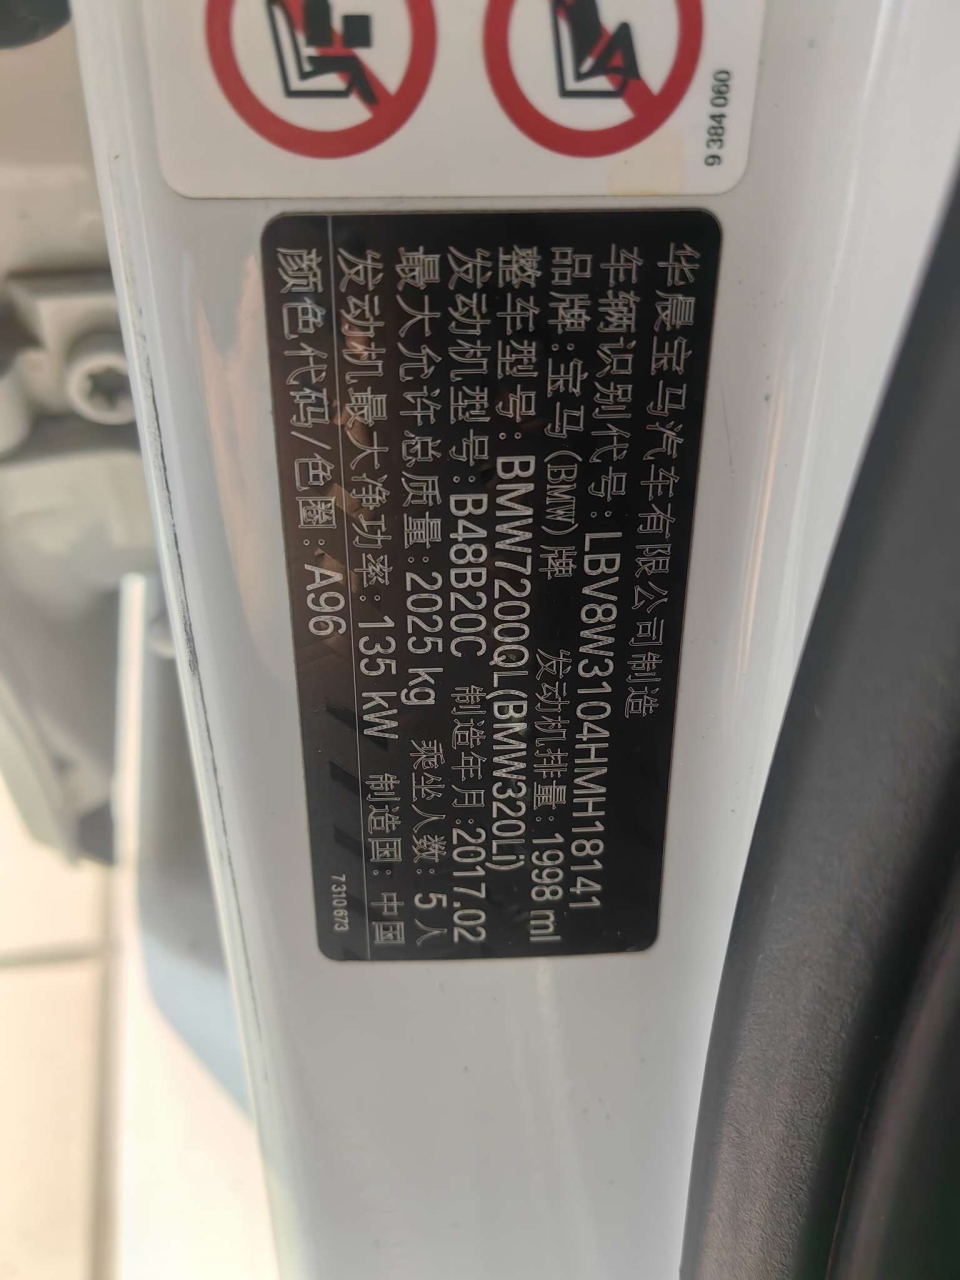 9 384 060
华晨宝马汽车有限公司制造
车辆识别代号: LBV8W3104HMH18141
品牌: 宝马(BMW)牌 发动机排量: 1998 ml
整车型号: BMW7200QL(BMW320Li)
发动机型号: B48B20C 制造年月: 2017.02
最大允许总质量: 2025 kg 乘坐人数: 5 人
发动机最大净功率: 135 kW 制造国: 中国
颜色代码/色圈: A96 7 310 673